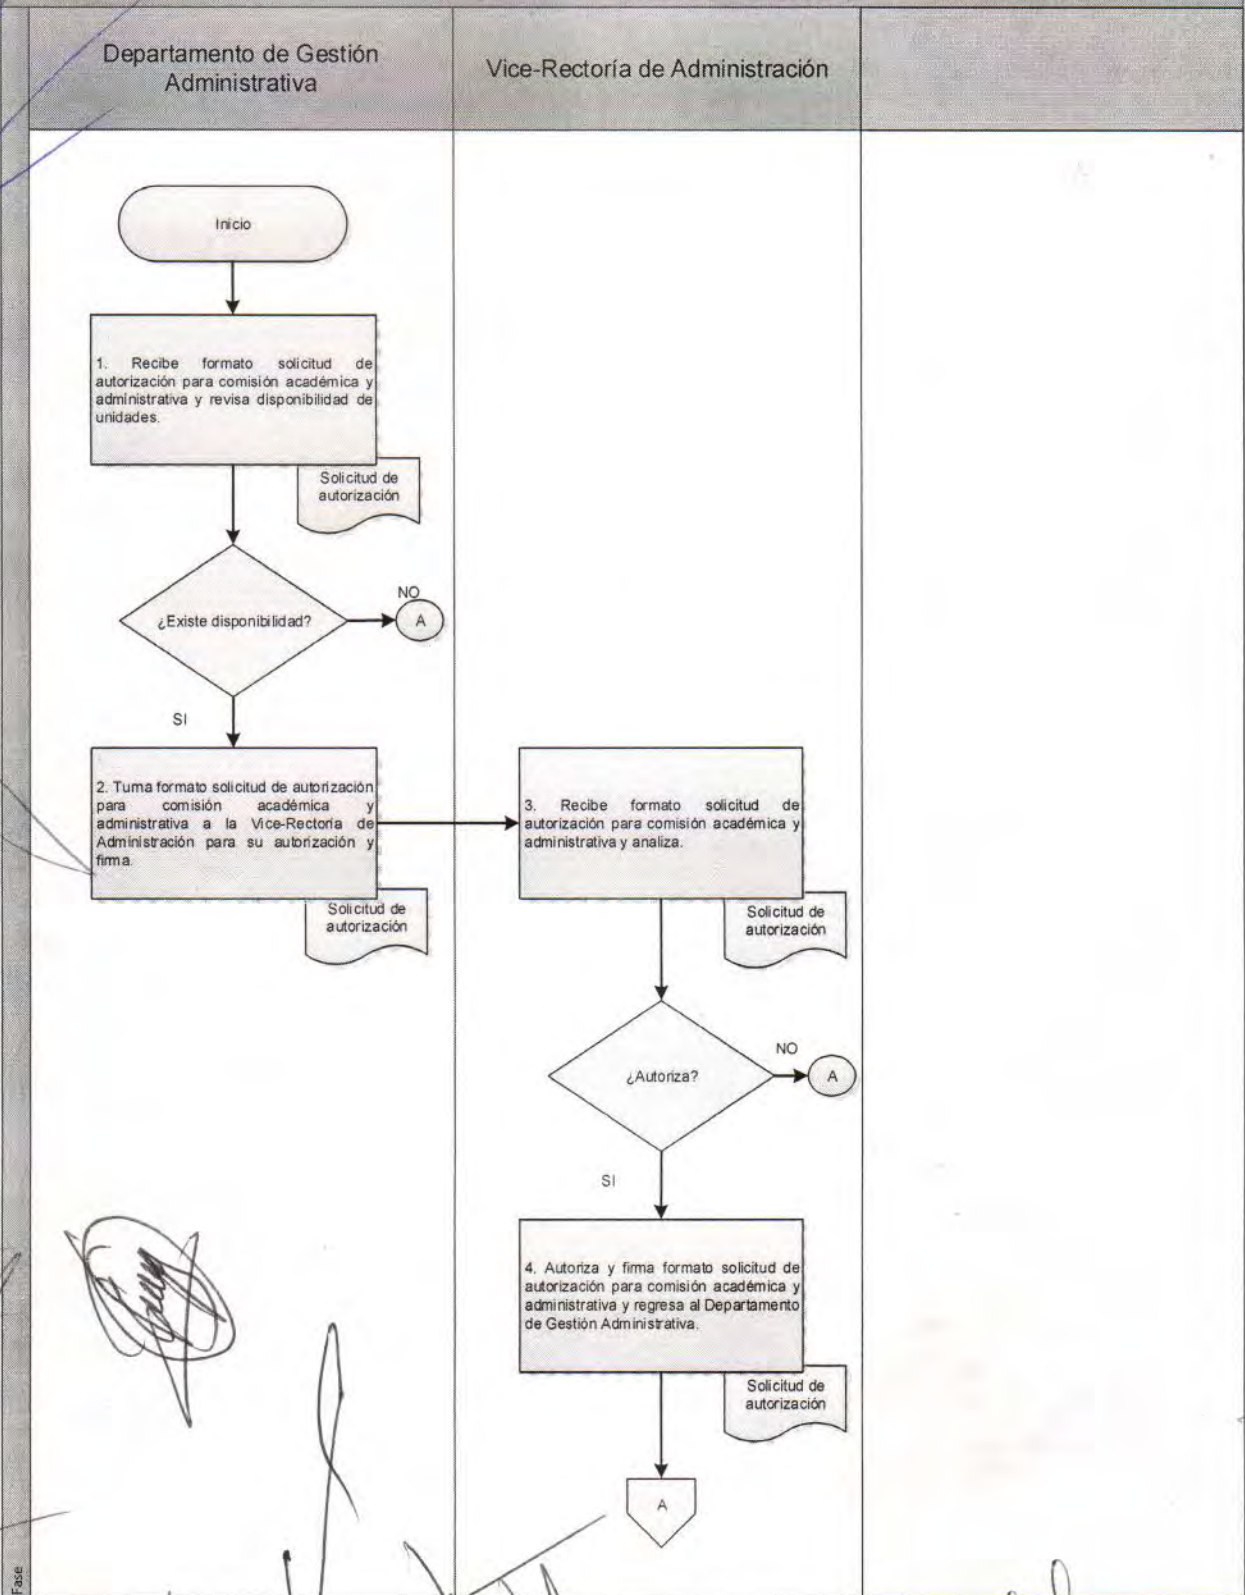 Departamento de Gestión
Administrativa
Vice-Rectoría de Administración
Inicio
1. Recibe formato solicitud de
autorización para comisión académica y
administrativa y revisa disponibilidad de
unidades.
Solicitud de
autorización
¿Existe disponibilidad?
NO
A
SI
2. Turna formato solicitud de autorización
para comisión académica y
administrativa a la Vice-Rectoría de
Administración para su autorización y
firma.
Solicitud de
autorización
3. Recibe formato solicitud de
autorización para comisión académica y
administrativa y analiza.
Solicitud de
autorización
¿Autoriza?
NO
A
SI
4. Autoriza y firma formato solicitud de
autorización para comisión académica y
administrativa y regresa al Departamento
de Gestión Administrativa.
Solicitud de
autorización
A
Fase